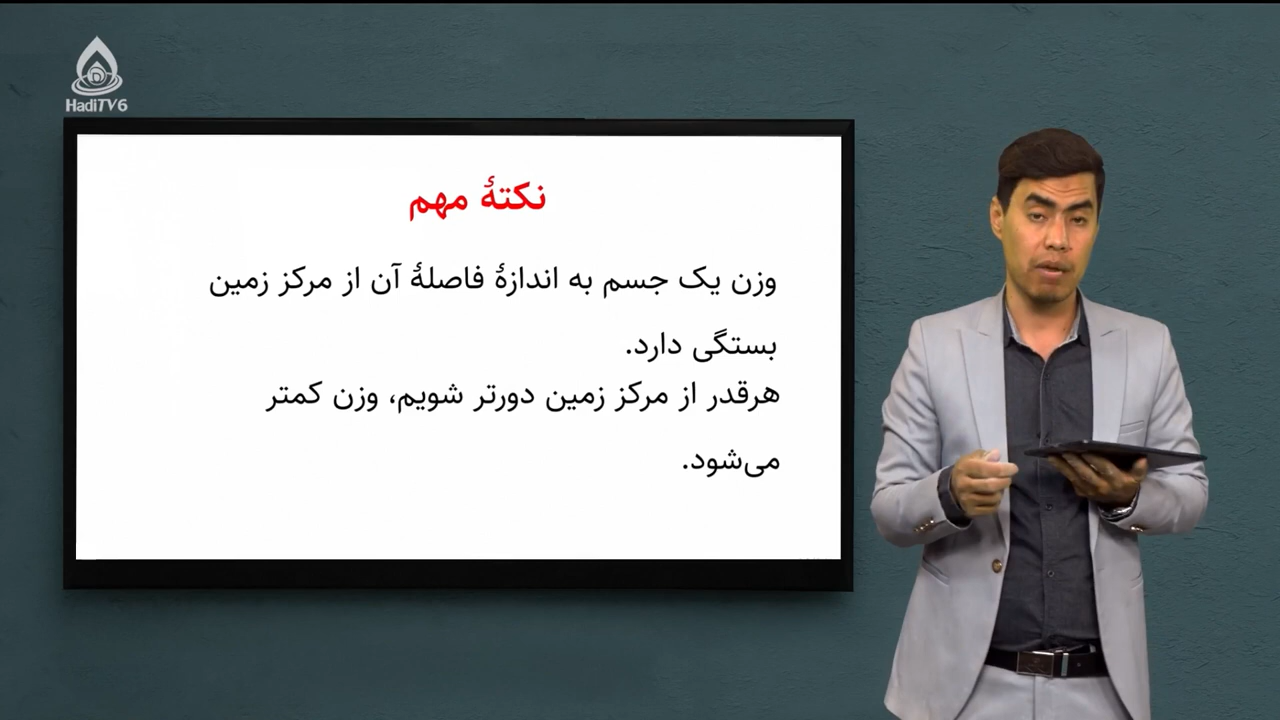 HadiTV6
نکتهٔ مهم
وزن یک جسم به اندازهٔ فاصلهٔ آن از مرکز زمین
بستگی دارد.
هرقدر از مرکز زمین دورتر شویم، وزن کمتر
می‌شود.